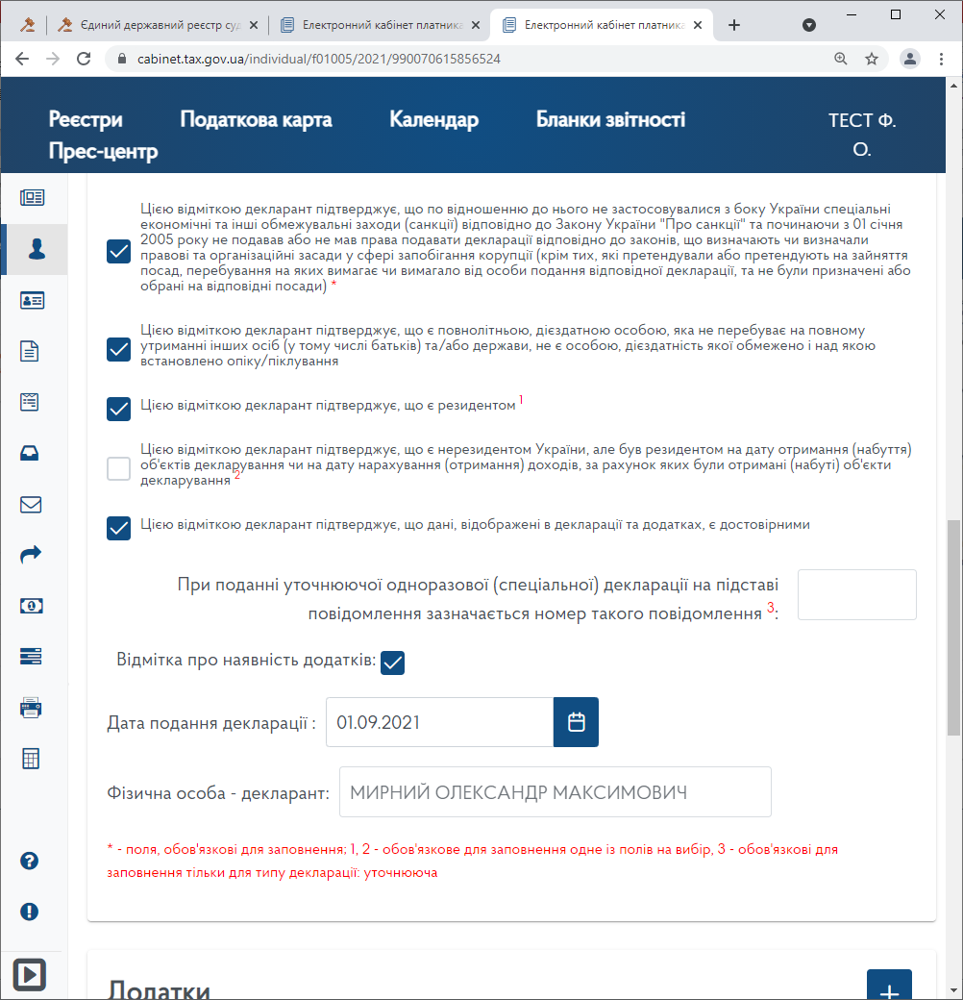 Єдиний державний реєстр суд
Електронний кабінет платника
Електронний кабінет платника
cabinet.tax.gov.ua/individual/f01005/2021/990070615856524
Реєстри Податкова карта Календар Бланки звітності
Прес-центр
ТЕСТ Ф.
О.
Цією відміткою декларант підтверджує, що по відношенню до нього не застосовувалися з боку України спеціальні
економічні та інші обмежувальні заходи (санкції) відповідно до Закону України "Про санкції" та починаючи з 01 січня
2005 року не подавав або не мав права подавати декларації відповідно до законів, що визначають чи визначали
правові та організаційні засади у сфері запобігання корупції (крім тих, які претендували або претендують на зайняття
посад, перебування на яких вимагає чи вимагало від особи подання відповідної декларації, та не були призначені або
обрані на відповідні посади) *
Цією відміткою декларант підтверджує, що є повнолітньою, дієздатною особою, яка не перебуває на повному
утриманні інших осіб (у тому числі батьків) та/або держави, не є особою, дієздатність якої обмежено і над якою
встановлено опіку/піклування
Цією відміткою декларант підтверджує, що є резидентом 1
Цією відміткою декларант підтверджує, що є нерезидентом України, але був резидентом на дату отримання (набуття)
об'єктів декларування чи на дату нарахування (отримання) доходів, за рахунок яких були отримані (набуті) об'єкти
декларування 2
Цією відміткою декларант підтверджує, що дані, відображені в декларації та додатках, є достовірними
При поданні уточнюючої одноразової (спеціальної) декларації на підставі
повідомлення зазначається номер такого повідомлення 3:
Відмітка про наявність додатків:
Дата подання декларації : 01.09.2021
Фізична особа - декларант: МИРНИЙ ОЛЕКСАНДР МАКСИМОВИЧ
* - поля, обов'язкові для заповнення; 1, 2 - обов'язкове для заповнення одне із полів на вибір, 3 - обов'язкові для
заповнення тільки для типу декларації: уточнююча
Додатки